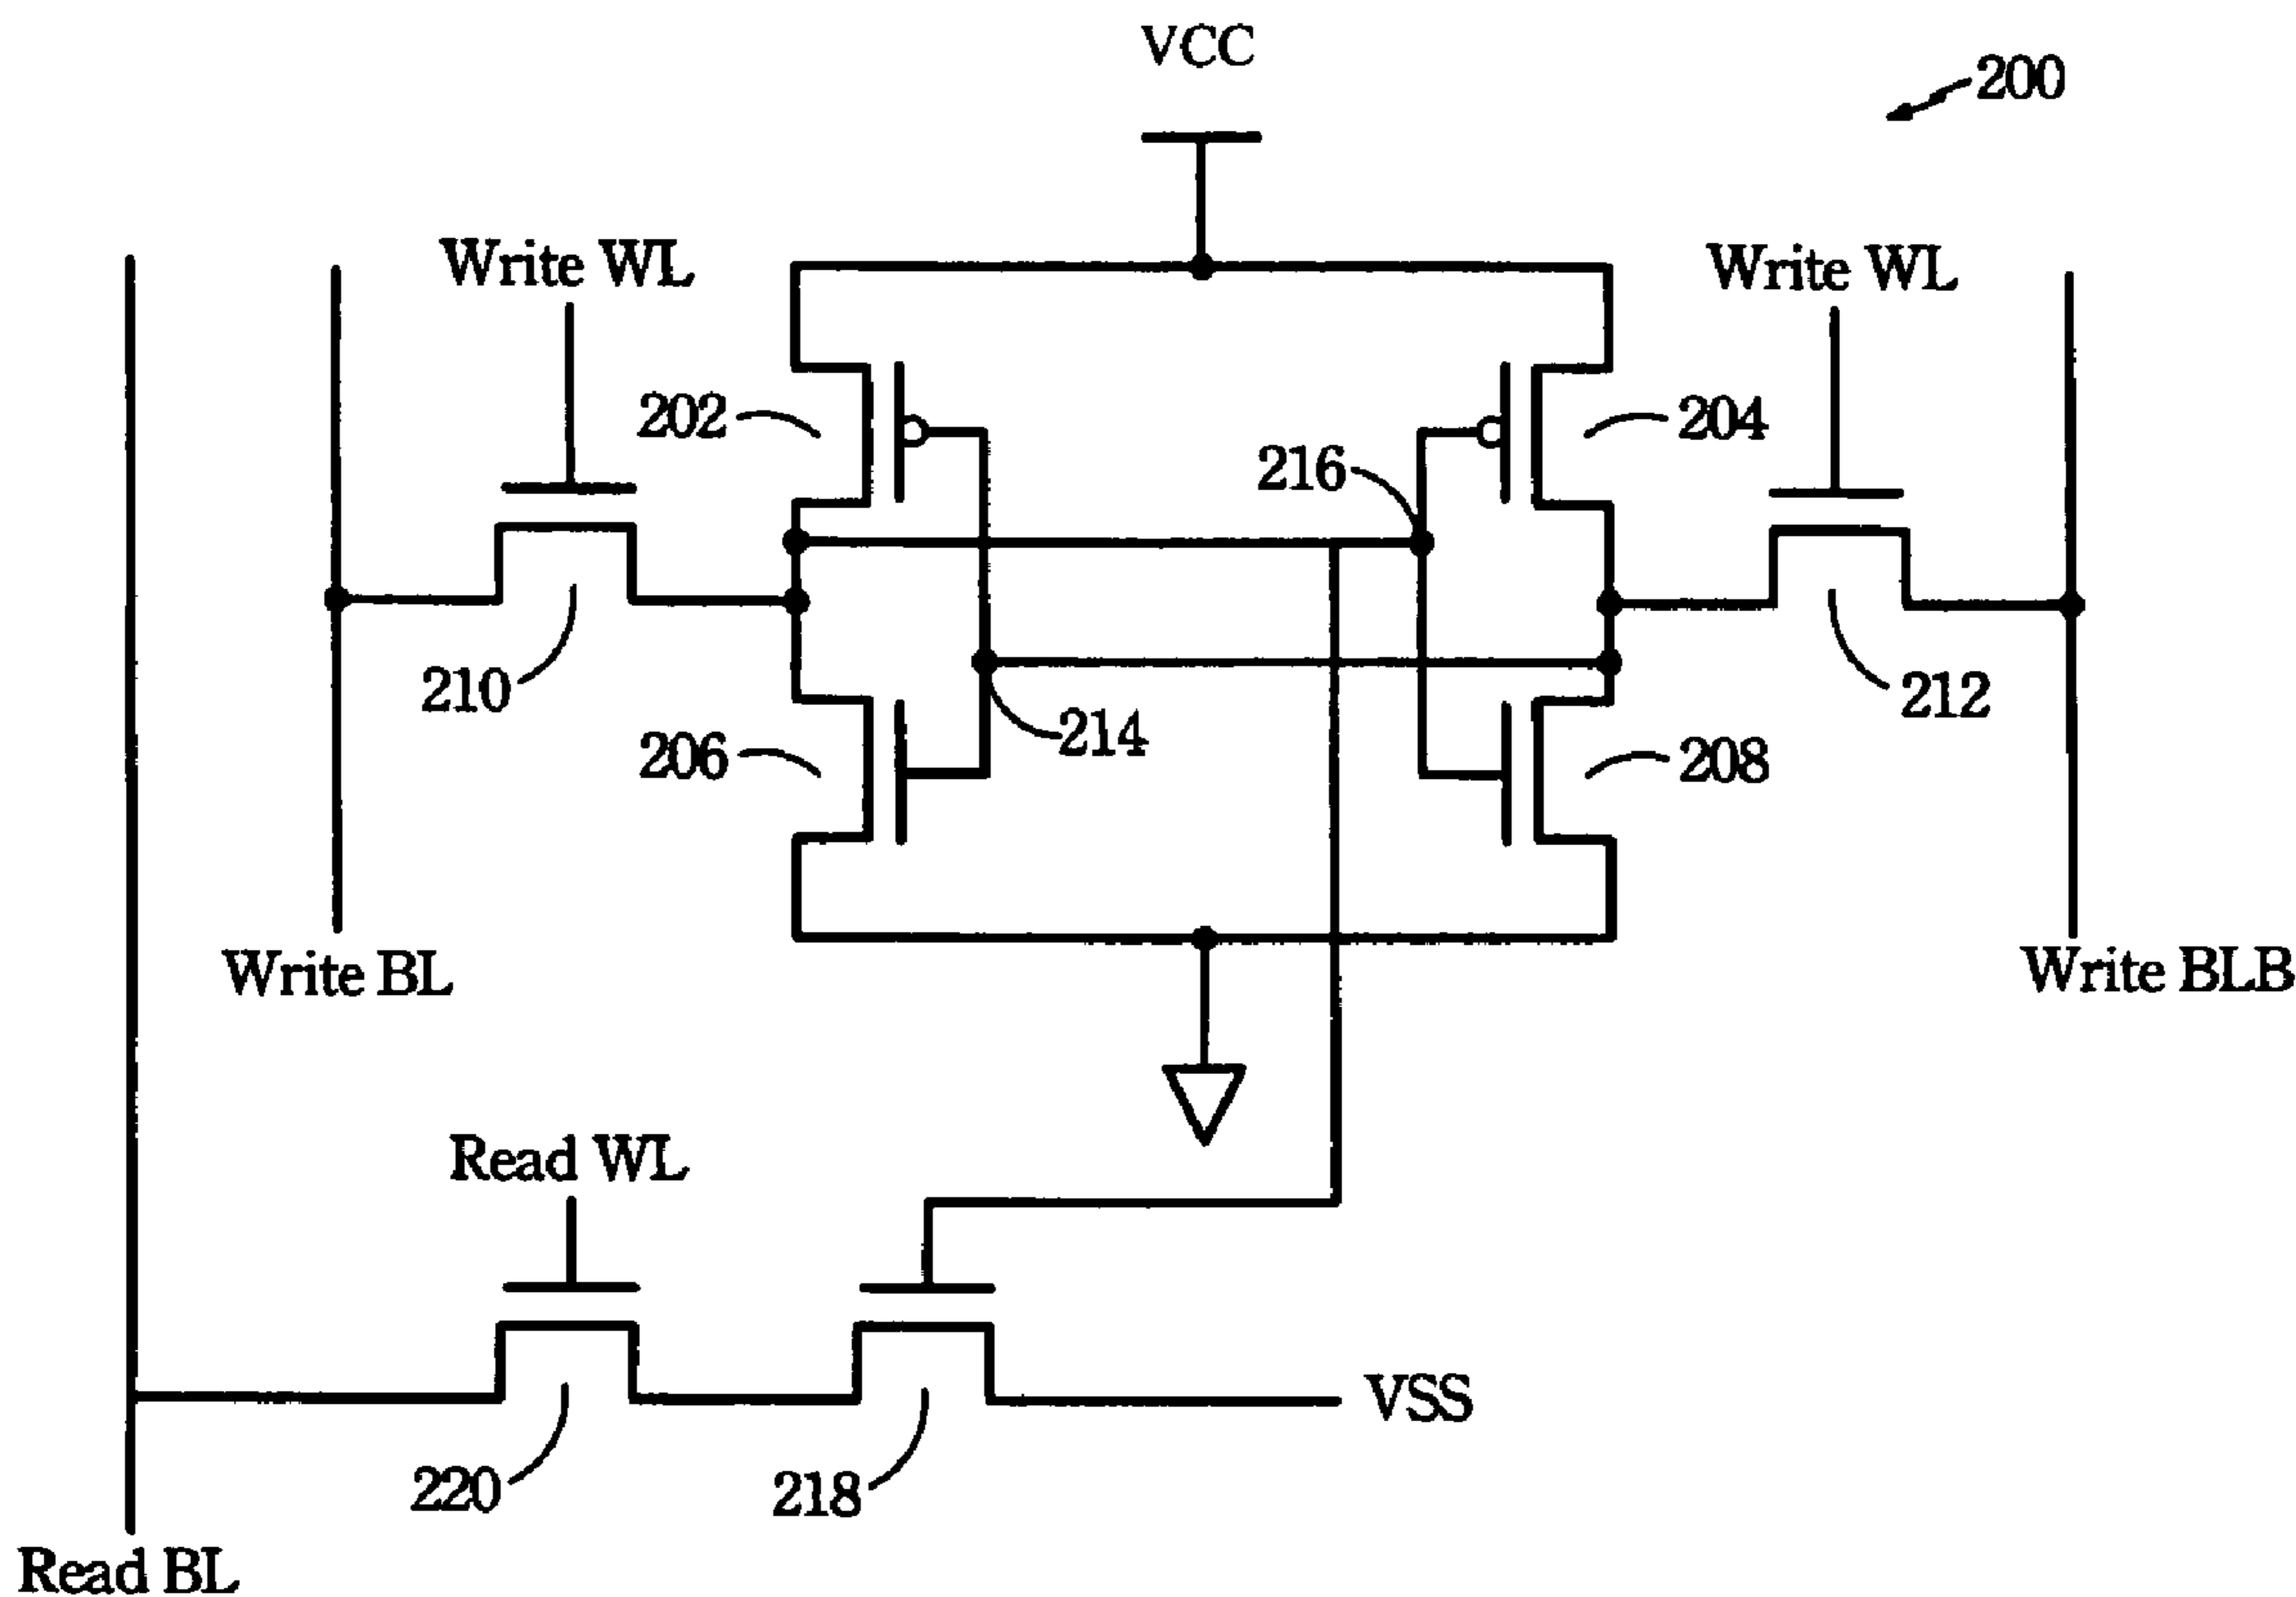 VCC
200
Write WL
Write WL
202
204
216
210
212
214
206
208
Write BL
Write BLB
Read WL
VSS
220
218
Read BL